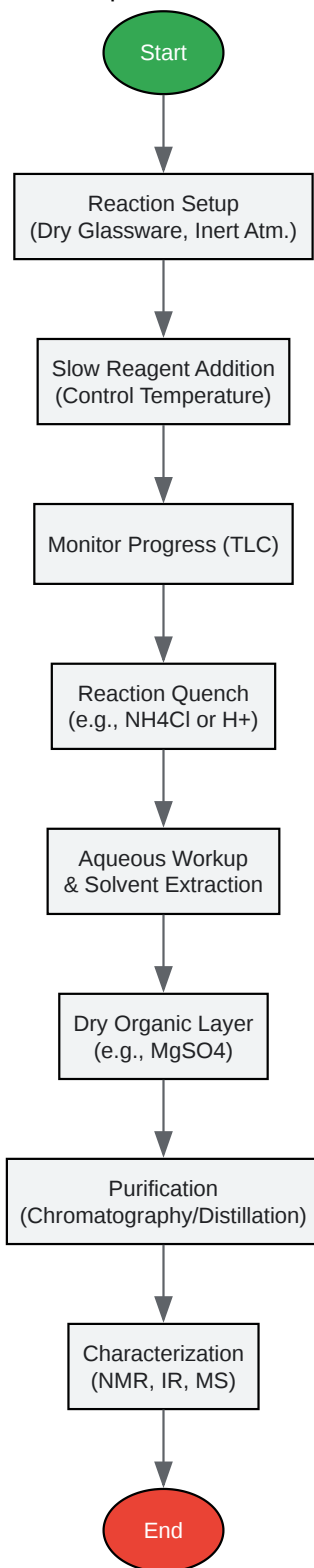 Start
Reaction Setup
(Dry Glassware, Inert Atm.)
Slow Reagent Addition
(Control Temperature)
Monitor Progress (TLC)
Reaction Quench
(e.g., NH4Cl or H+)
Aqueous Workup
& Solvent Extraction
Dry Organic Layer
(e.g., MgSO4)
Purification
(Chromatography/Distillation)
Characterization
(NMR, IR, MS)
End